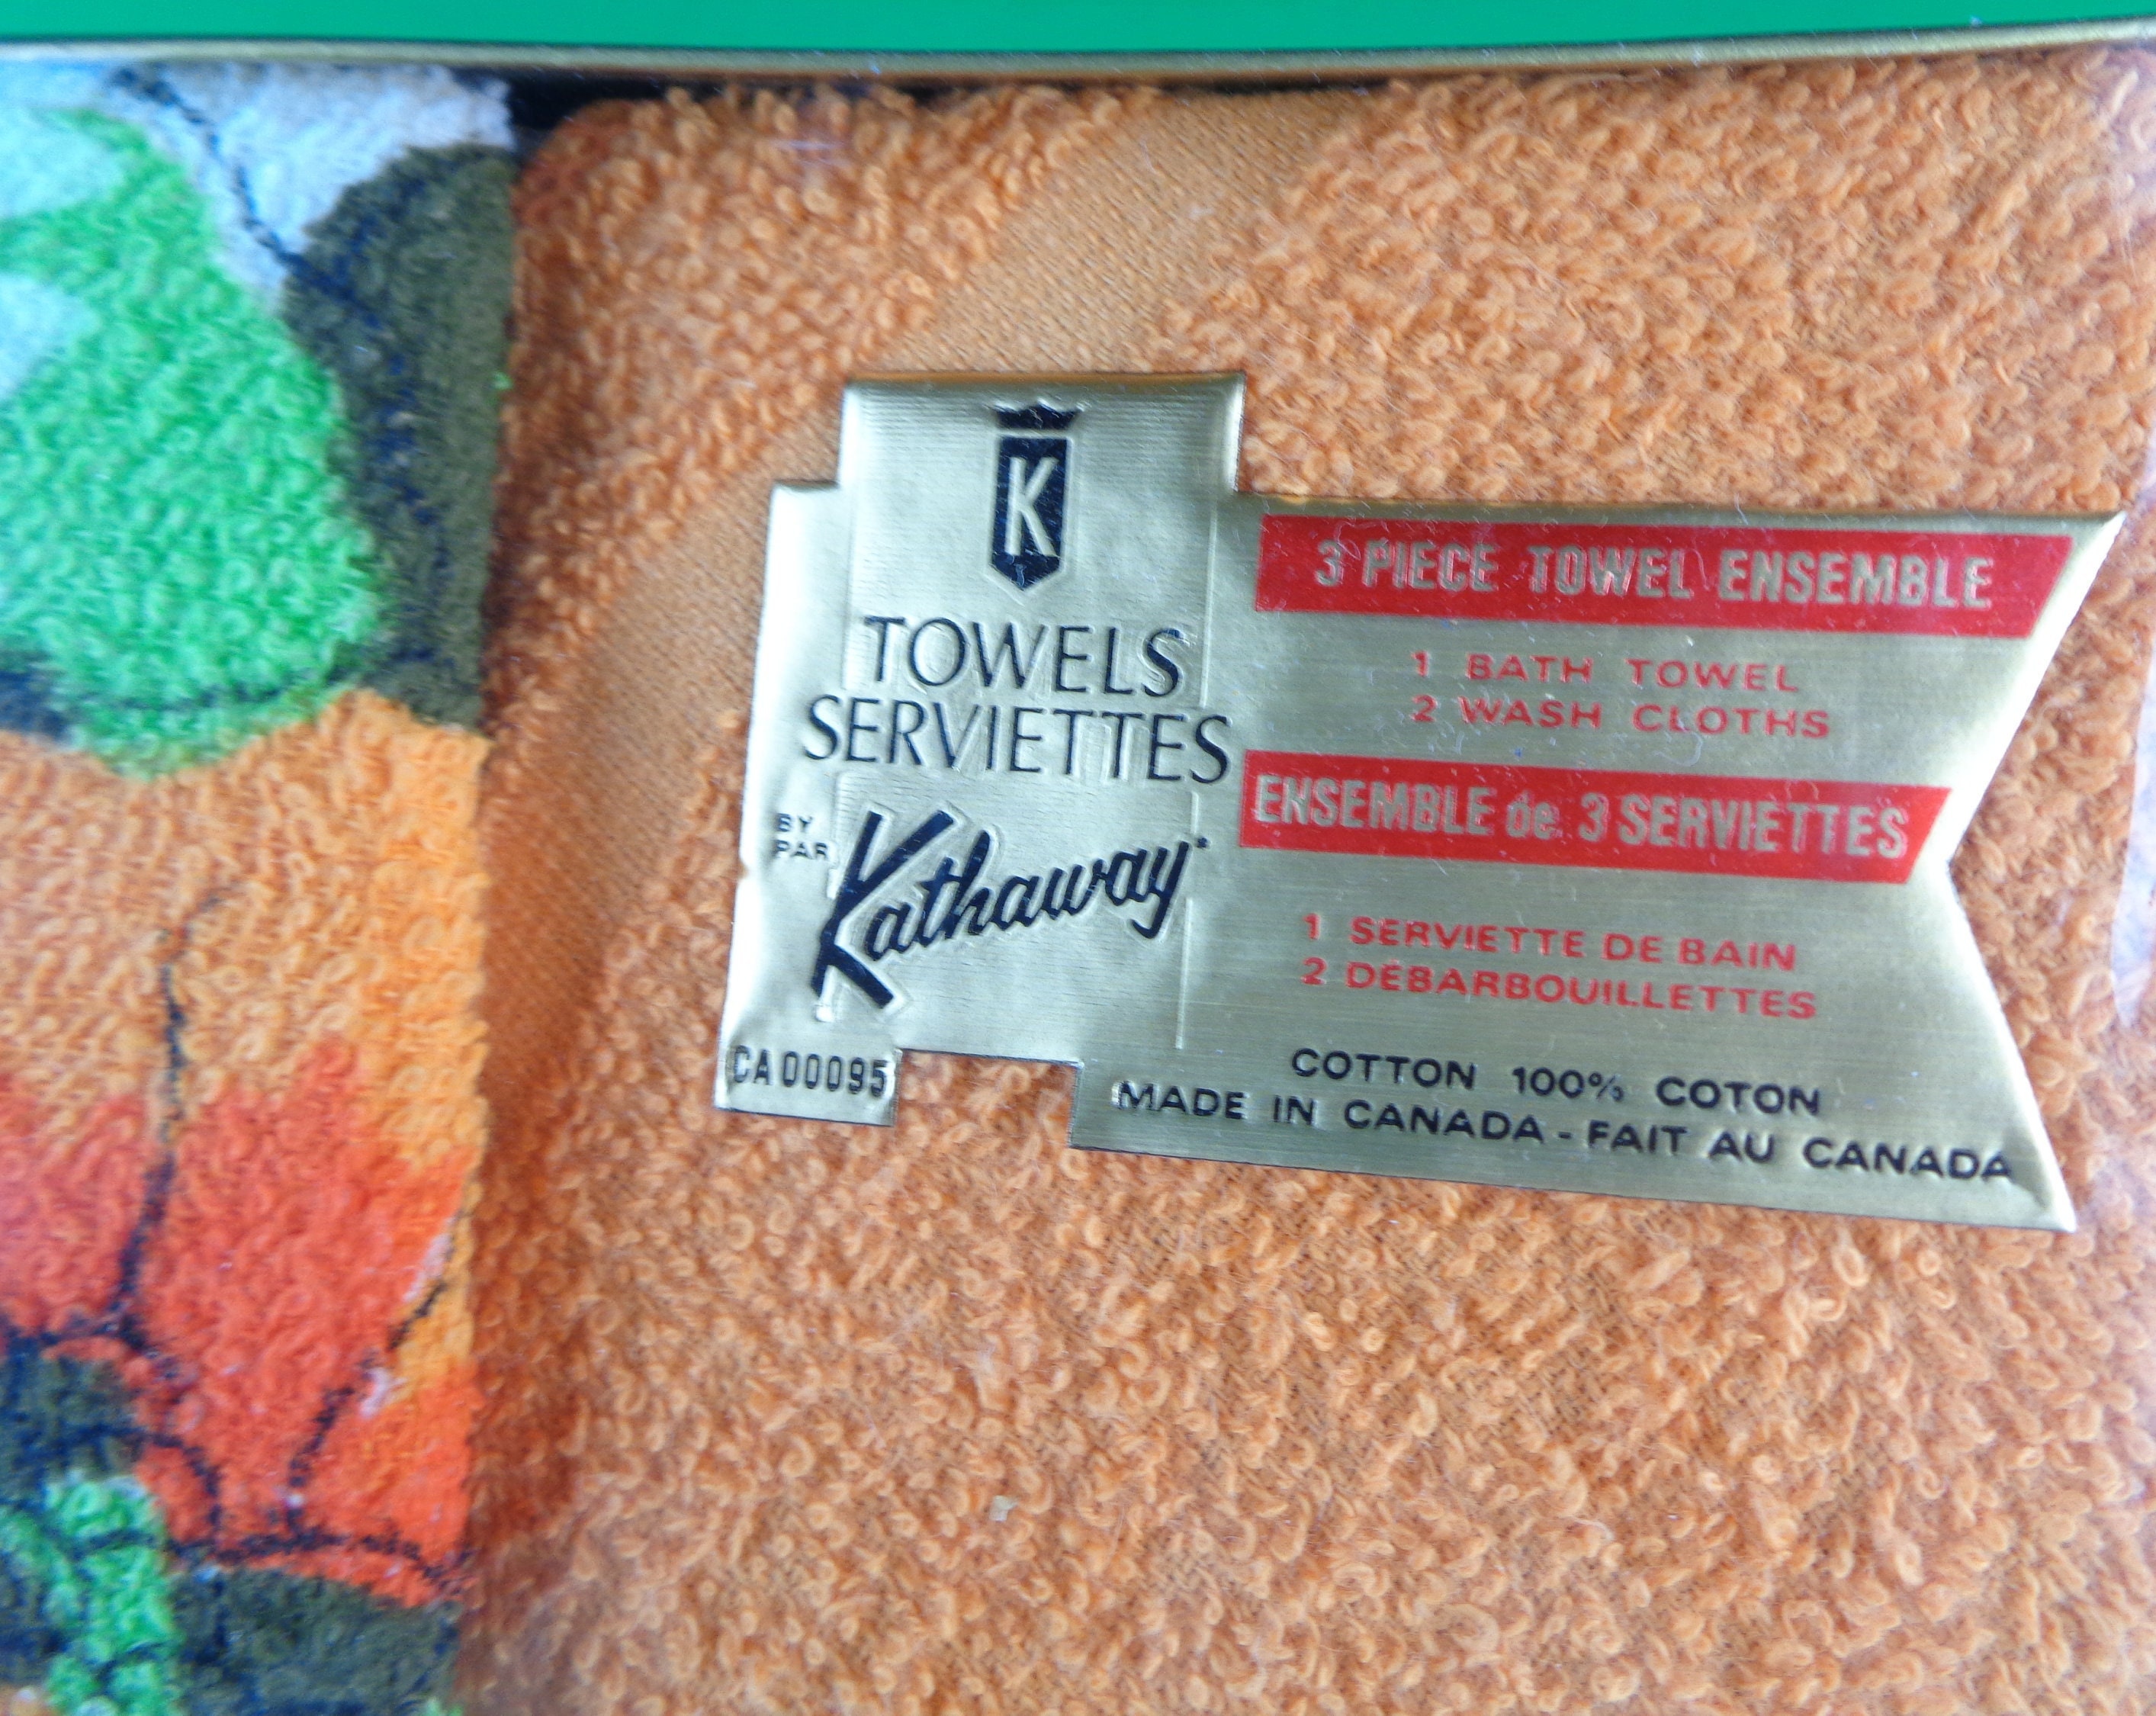 K
TOWELS
SERVIETTES
BY
PAR
Kathaway*
CA 00095
3 PIECE TOWEL ENSEMBLE
1 BATH TOWEL
2 WASH CLOTHS
ENSEMBLE de 3 SERVIETTES
1 SERVIETTE DE BAIN
2 DÉBARBOUILLETTES
COTTON 100% COTON
MADE IN CANADA - FAIT AU CANADA